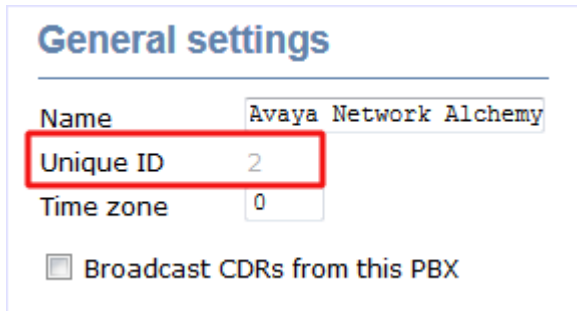 General settings
Name Avaya Network Alchemy
Unique ID 2
Time zone 0
Broadcast CDRs from this PBX